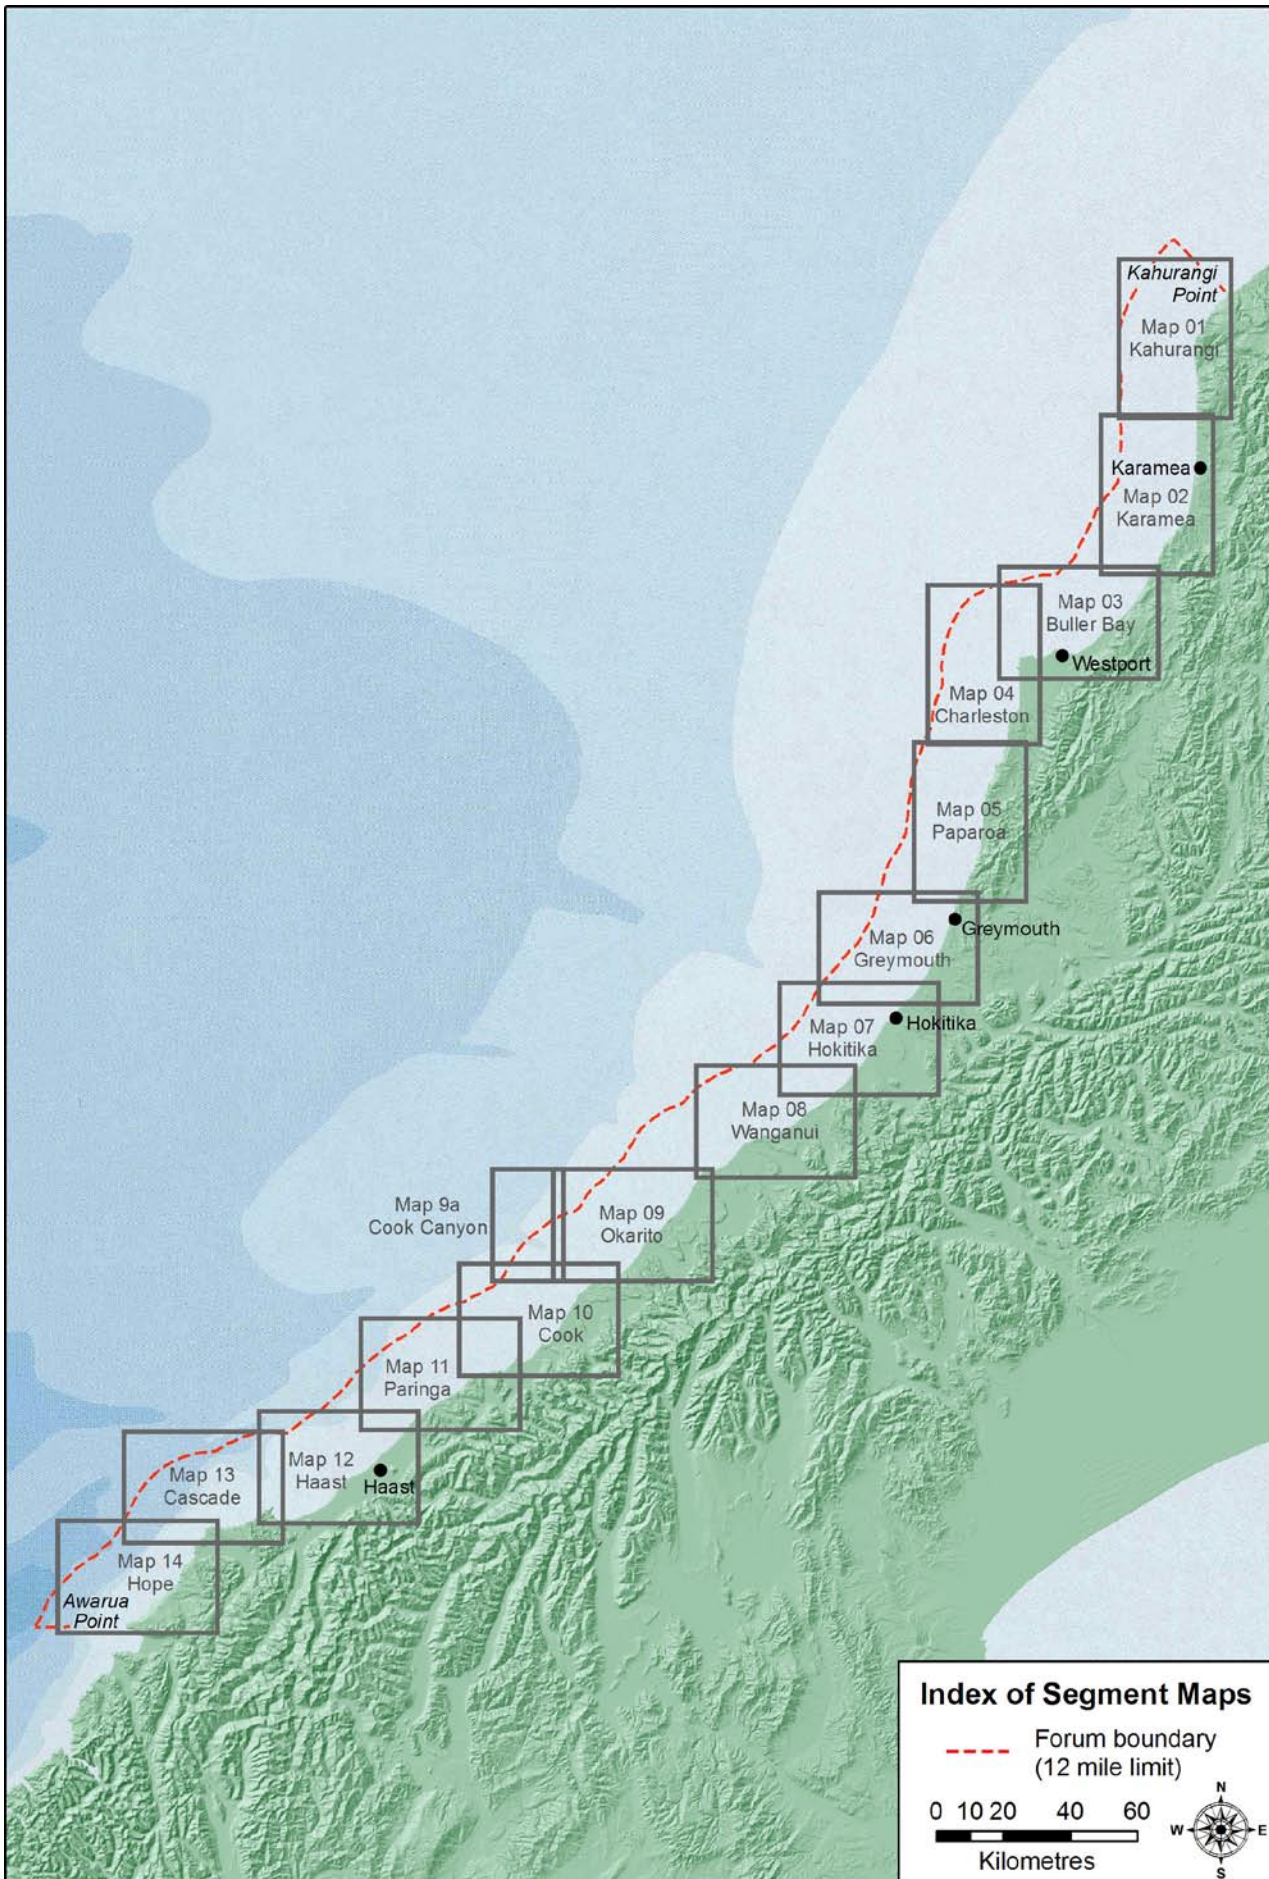 Kahurangi
Point
Map 01
Kahurangi
Karamea
Map 02
Karamea
Map 03
Buller Bay
Westport
Map 04
Charleston
Map 05
Paparoa
Greymouth
Map 06
Greymouth
Map 07
Hokitika
Hokitika
Map 08
Wanganui
Map 9a
Cook Canyon
Map 09
Okarito
Map 10
Cook
Map 11
Paringa
Map 12
Haast
Haast
Map 13
Cascade
Map 14
Hope
Awarua
Point
Index of Segment Maps
Forum boundary
(12 mile limit)
0 10 20 40 60
Kilometres
N
W E
S